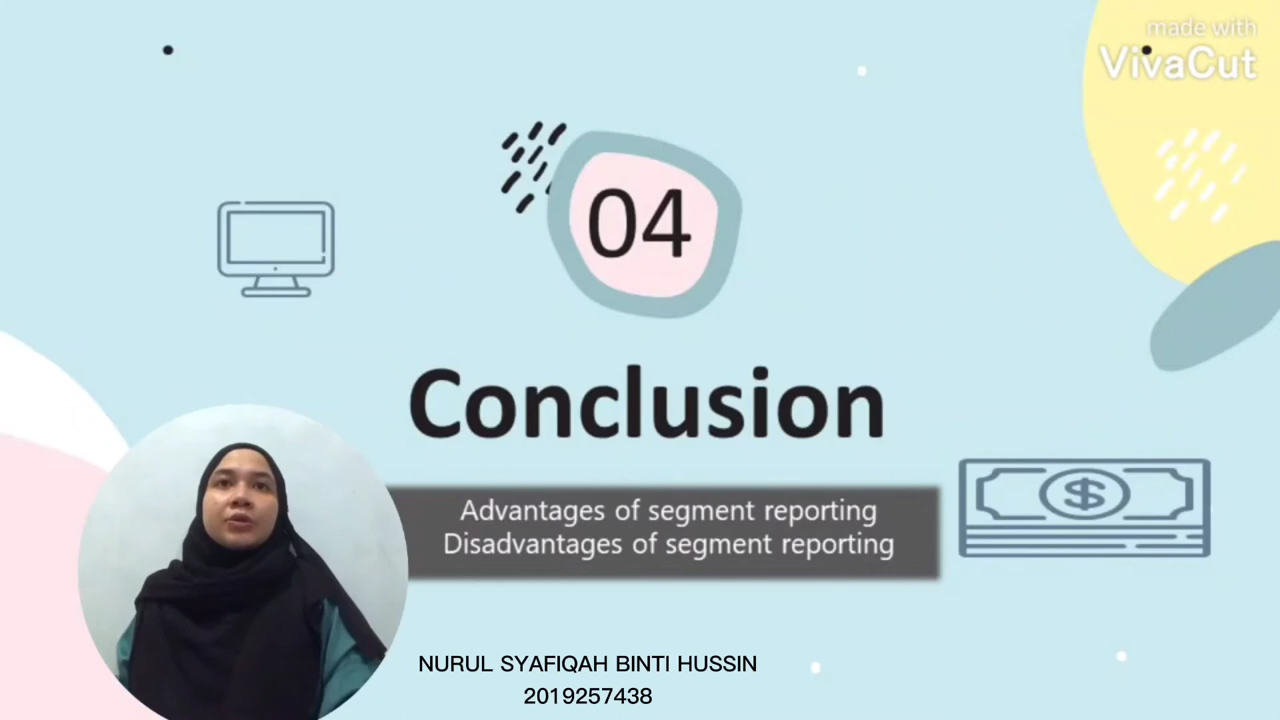 made with
VivaCut
04
Conclusion
Advantages of segment reporting
Disadvantages of segment reporting
NURUL SYAFIQAH BINTI HUSSIN
2019257438